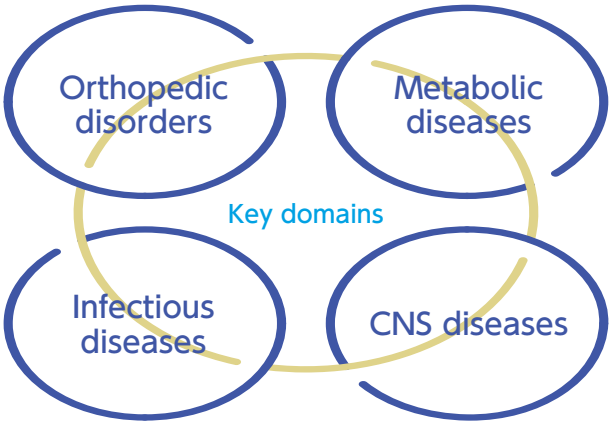 Orthopedic
disorders
Metabolic
diseases
Key domains
Infectious
diseases
CNS diseases